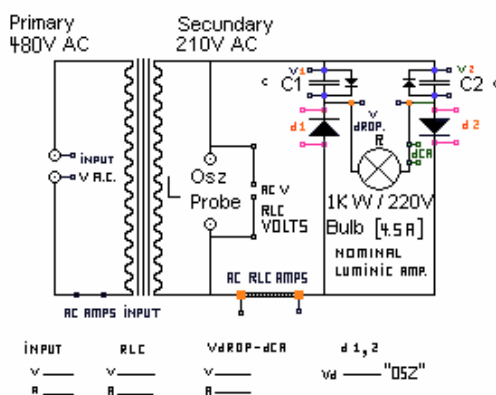 Primary
480V AC
Secundary
210V AC
V1
C1
V2
C2
d1
V
dROP.
R
d2
dCA
INPUT
V A.C.
Osz
Probe
AC V
RLC
VOLTS
1KW/220V
Bulb [4.5A]
NOMINAL
LUMINIC AMP.
AC RLC AMPS
AC AMPS INPUT
INPUT RLC VdROP-dCA d1,2
V V V Vd "OSZ"
A A A